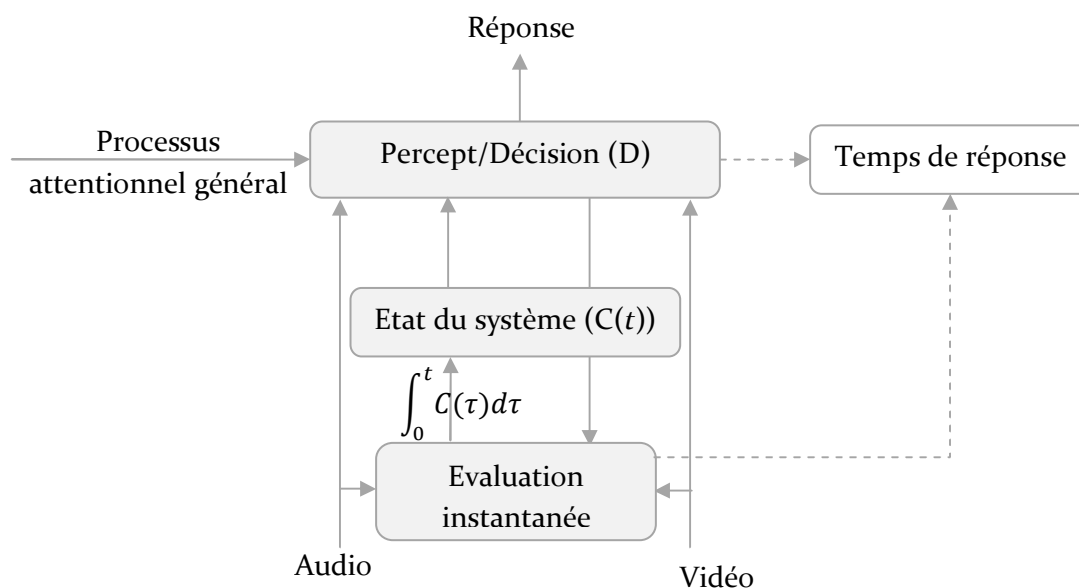 Réponse
Processus
attentionnel général
Percept/Décision (D)
Temps de réponse
Etat du système (C(t))
∫₀ᵗ C(τ)dτ
Evaluation
instantanée
Audio
Vidéo